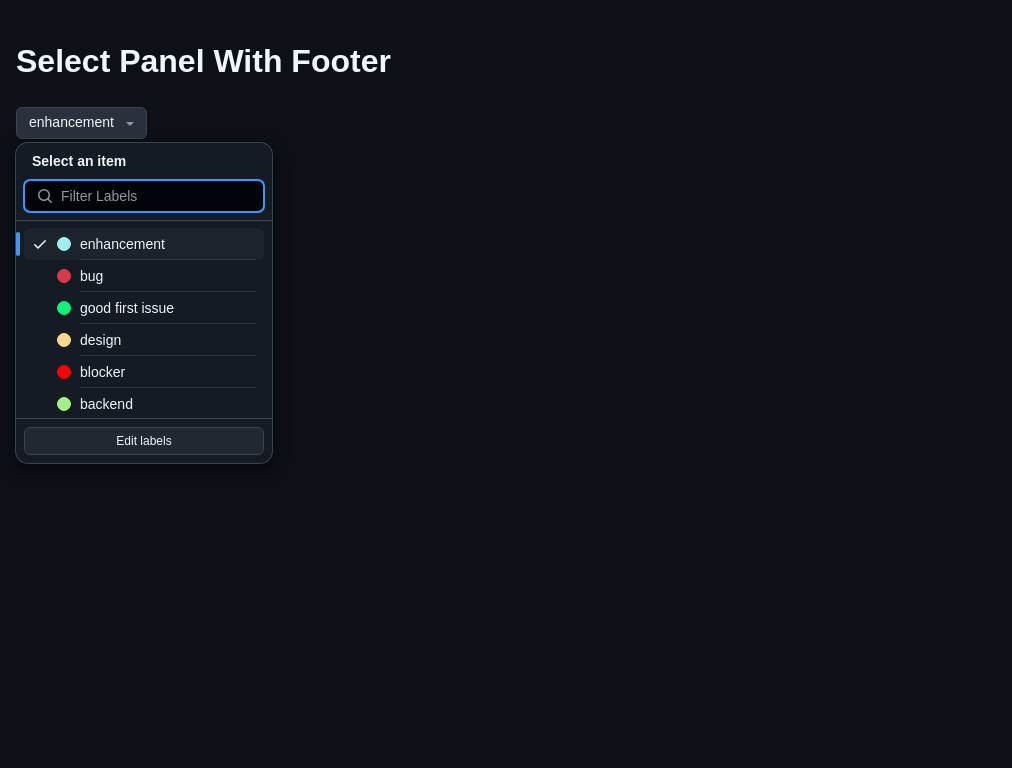 Select Panel With Footer
enhancement
Select an item
Filter Labels
enhancement
bug
good first issue
design
blocker
backend
Edit labels